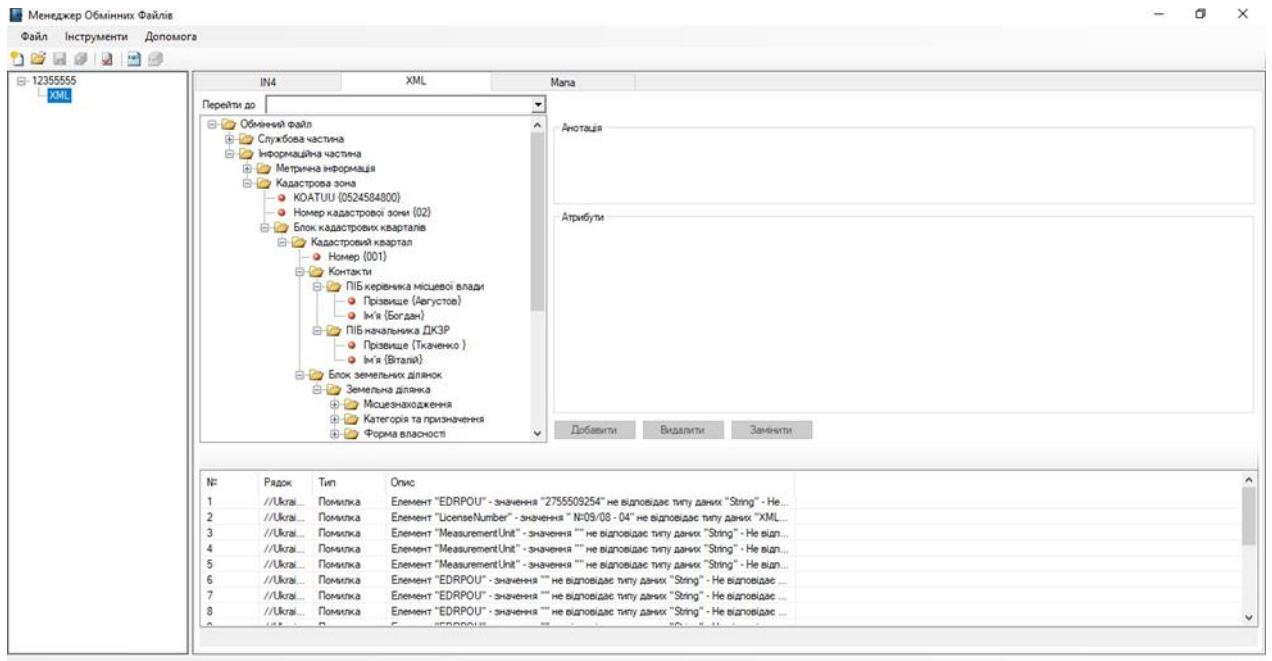 Менеджер Обмінних Файлів
Файл Інструменти Допомога
12355555
XML
IN4 XML Мапа
Перейти до
Обмінний файл
Службова частина
Інформаційна частина
Метрична інформація
Кадастрова зона
KOATUU {0524584800}
Номер кадастрової зони {02}
Блок кадастрових кварталів
Кадастровий квартал
Номер {001}
Контакти
ПІБ керівника місцевої влади
Прізвище {Августов}
Ім'я {Богдан}
ПІБ начальника ДКЗР
Прізвище {Ткаченко }
Ім'я {Віталій}
Блок земельних ділянок
Земельна ділянка
Місцезнаходження
Категорія та призначення
Форма власності
Анотація
Атрибути
Добавити Видалити Замінити
№ Рядок Тип Опис
1 //Ukrai... Помилка Елемент "EDRPOU" - значення "2755509254" не відповідає типу даних "String" - Не...
2 //Ukrai... Помилка Елемент "LicenseNumber" - значення " №09/08 - 04" не відповідає типу даних "XML...
3 //Ukrai... Помилка Елемент "MeasurementUnit" - значення "" не відповідає типу даних "String" - Не відп...
4 //Ukrai... Помилка Елемент "MeasurementUnit" - значення "" не відповідає типу даних "String" - Не відп...
5 //Ukrai... Помилка Елемент "MeasurementUnit" - значення "" не відповідає типу даних "String" - Не відп...
6 //Ukrai... Помилка Елемент "EDRPOU" - значення "" не відповідає типу даних "String" - Не відповідає ...
7 //Ukrai... Помилка Елемент "EDRPOU" - значення "" не відповідає типу даних "String" - Не відповідає ...
8 //Ukrai... Помилка Елемент "EDRPOU" - значення "" не відповідає типу даних "String" - Не відповідає ...